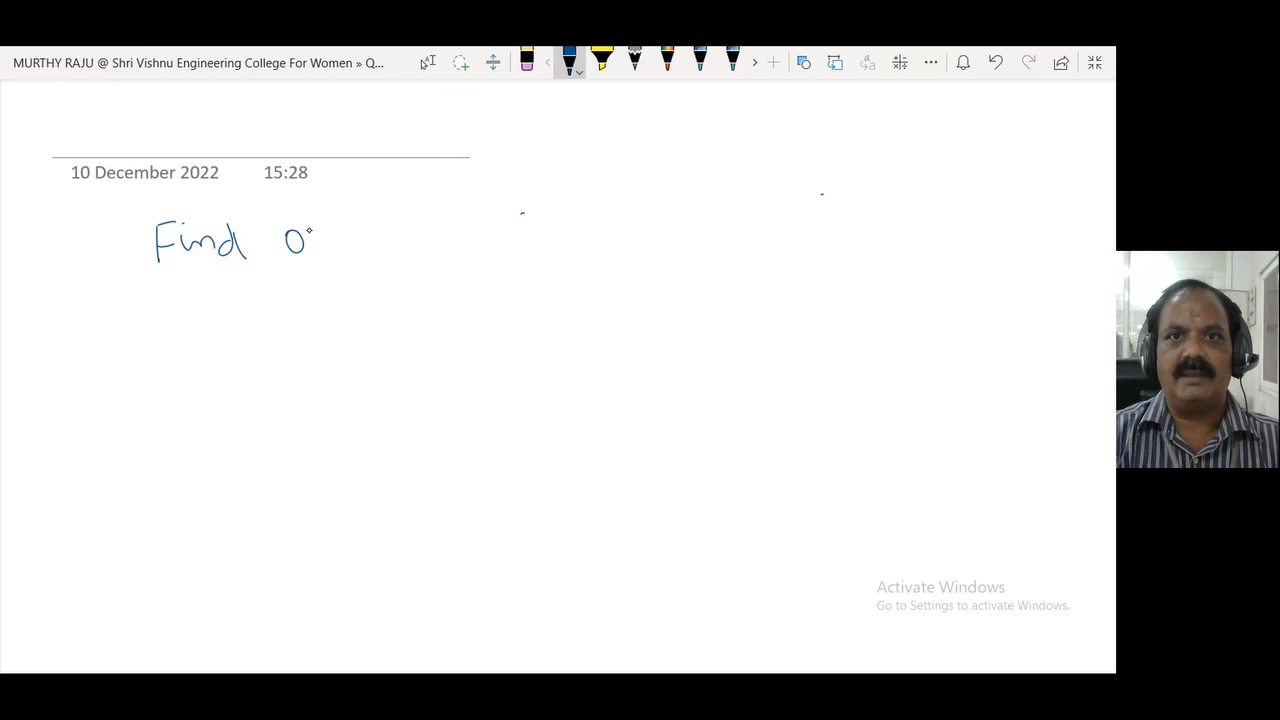 MURTHY RAJU @ Shri Vishnu Engineering College For Women » Q...
10 December 2022 15:28
Find o
Activate Windows
Go to Settings to activate Windows.